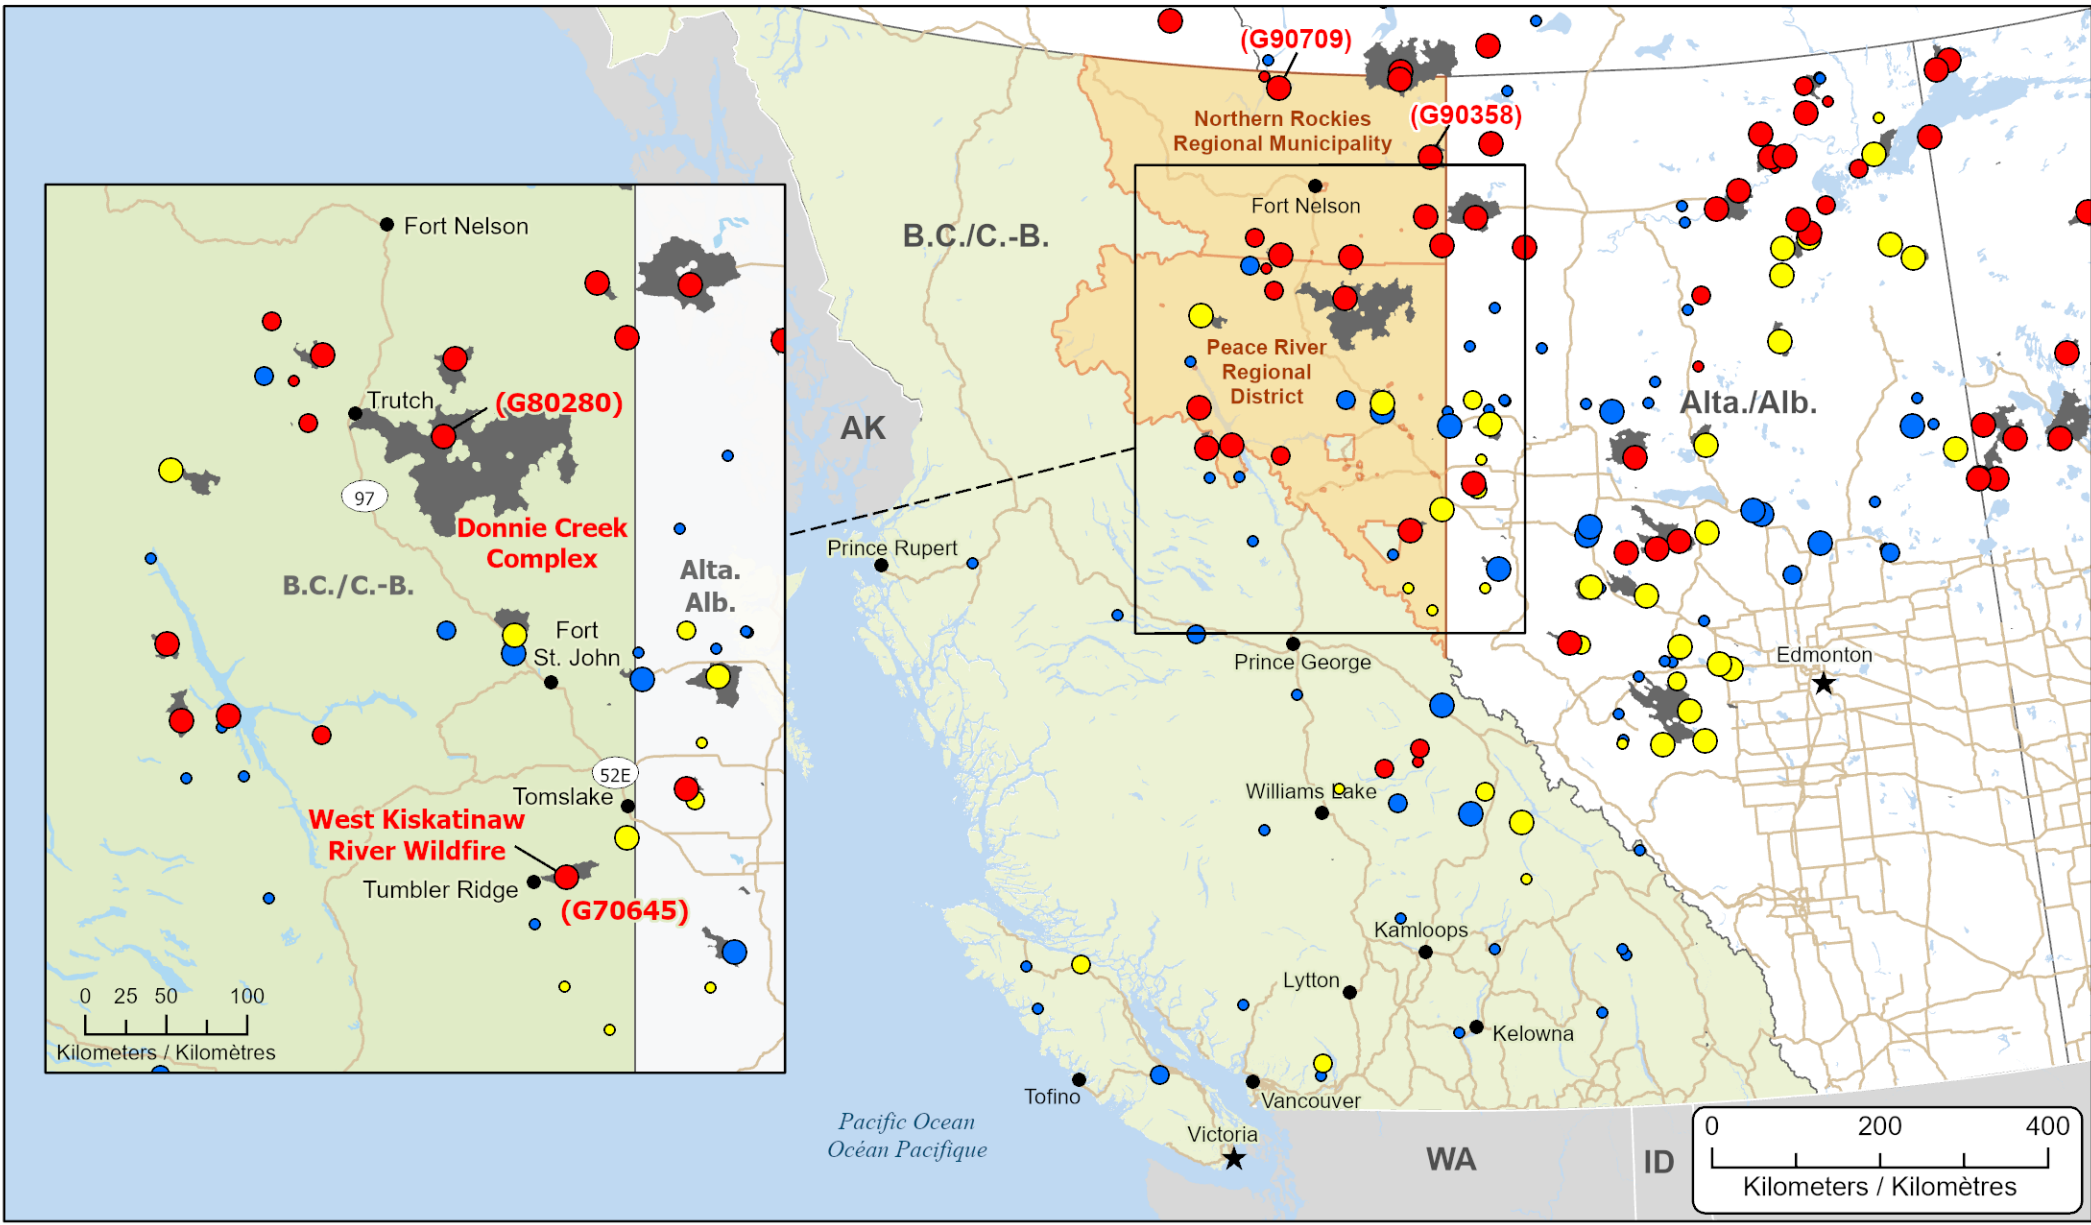 (G90709)
(G90358)
Northern Rockies
Regional Municipality
Fort Nelson
B.C./C.-B.
Peace River
Regional
District
AK
Alta./Alb.
Prince Rupert
Prince George
Edmonton
Williams Lake
Kamloops
Lytton
Kelowna
Tofino
Vancouver
Victoria
Pacific Ocean
Océan Pacifique
WA
ID
0 200 400
Kilometers / Kilomètres
Fort Nelson
Trutch
(G80280)
97
Donnie Creek
Complex
B.C./C.-B.
Alta.
Alb.
Fort
St. John
52E
Tomslake
West Kiskatinaw
River Wildfire
Tumbler Ridge
(G70645)
0 25 50 100
Kilometers / Kilomètres